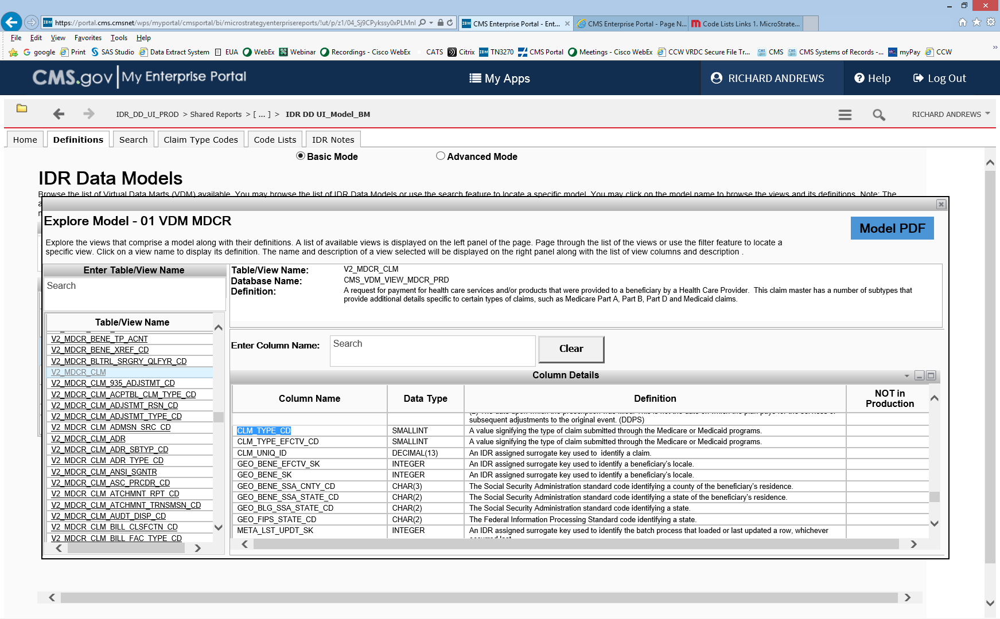 https://portal.cms.cmsnet/wps/myportal/cmsportal/bi/microstrategyenterprisereports/!ut/p/z1/04_Sj9CPykssy0xPLMnI
CMS Enterprise Portal - Ent...
CMS Enterprise Portal - Page N...
Code Lists Links 1. MicroStrate...
File Edit View Favorites Tools Help
google Print SAS Studio Data Extract System EUA WebEx Webinar Recordings - Cisco WebEx CATS Citrix TN3270 CMS Portal Meetings - Cisco WebEx CCW VRDC Secure File Tr... CMS CMS Systems of Records -... myPay CCW
CMS.gov My Enterprise Portal My Apps RICHARD ANDREWS Help Log Out
IDR_DD_UI_PROD > Shared Reports > [ ... ] > IDR DD UI_Model_BM RICHARD ANDREWS
Home Definitions Search Claim Type Codes Code Lists IDR Notes
Basic Mode Advanced Mode
IDR Data Models
Browse the list of Virtual Data Marts (VDM) available. You may browse the list of IDR Data Models or use the search feature to locate a specific model. You may click on the model name to browse the views and its definitions. Note: The
Explore Model - 01 VDM MDCR
Model PDF
Explore the views that comprise a model along with their definitions. A list of available views is displayed on the left panel of the page. Page through the list of the views or use the filter feature to locate a
specific view. Click on a view name to display its definition. The name and description of a view selected will be displayed on the right panel along with the list of view columns and description .
Enter Table/View Name
Search
Table/View Name
V2_MDCR_BENE_TP_ACNT
V2_MDCR_BENE_XREF_CD
V2_MDCR_BLTRL_SRGRY_QLFYR_CD
V2_MDCR_CLM
V2_MDCR_CLM_935_ADJSTMT_CD
V2_MDCR_CLM_ACPTBL_CLM_TYPE_CD
V2_MDCR_CLM_ADJSTMT_RSN_CD
V2_MDCR_CLM_ADJSTMT_TYPE_CD
V2_MDCR_CLM_ADMSN_SRC_CD
V2_MDCR_CLM_ADR
V2_MDCR_CLM_ADR_SBTYP_CD
V2_MDCR_CLM_ADR_TYPE_CD
V2_MDCR_CLM_ANSI_SGNTR
V2_MDCR_CLM_ASC_PRCDR_CD
V2_MDCR_CLM_ATCHMNT_RPT_CD
V2_MDCR_CLM_ATCHMNT_TRNSMSN_CD
V2_MDCR_CLM_AUDT_DISP_CD
V2_MDCR_CLM_BILL_CLSFCTN_CD
V2_MDCR_CLM_BILL_FAC_TYPE_CD
Table/View Name: V2_MDCR_CLM
Database Name: CMS_VDM_VIEW_MDCR_PRD
Definition: A request for payment for health care services and/or products that were provided to a beneficiary by a Health Care Provider. This claim master has a number of subtypes that
provide additional details specific to certain types of claims, such as Medicare Part A, Part B, Part D and Medicaid claims.
Enter Column Name: Search Clear
Column Details
Column Name Data Type Definition NOT in Production
(2) The date upon which the prescription was filled. This is not the date on which the plan pays for the services or
subsequent adjustments to the original event. (DDPS)
CLM_TYPE_CD SMALLINT A value signifying the type of claim submitted through the Medicare or Medicaid programs.
CLM_TYPE_EFCTV_CD SMALLINT A value signifying the type of claim submitted through the Medicare or Medicaid programs.
CLM_UNIQ_ID DECIMAL(13) An IDR assigned surrogate key used to identify a claim.
GEO_BENE_EFCTV_SK INTEGER An IDR assigned surrogate key used to identify a beneficiary's locale.
GEO_BENE_SK INTEGER An IDR assigned surrogate key used to identify a beneficiary's locale.
GEO_BENE_SSA_CNTY_CD CHAR(3) The Social Security Administration standard code identifying a county of the beneficiary's residence.
GEO_BENE_SSA_STATE_CD CHAR(2) The Social Security Administration standard code identifying a state of the beneficiary's residence.
GEO_BLG_SSA_STATE_CD CHAR(2) The Social Security Administration standard code identifying a state.
GEO_FIPS_STATE_CD CHAR(2) The Federal Information Processing Standard code identifying a state.
META_LST_UPDT_SK INTEGER An IDR assigned surrogate key used to identify the batch process that loaded or last updated a row, whichever